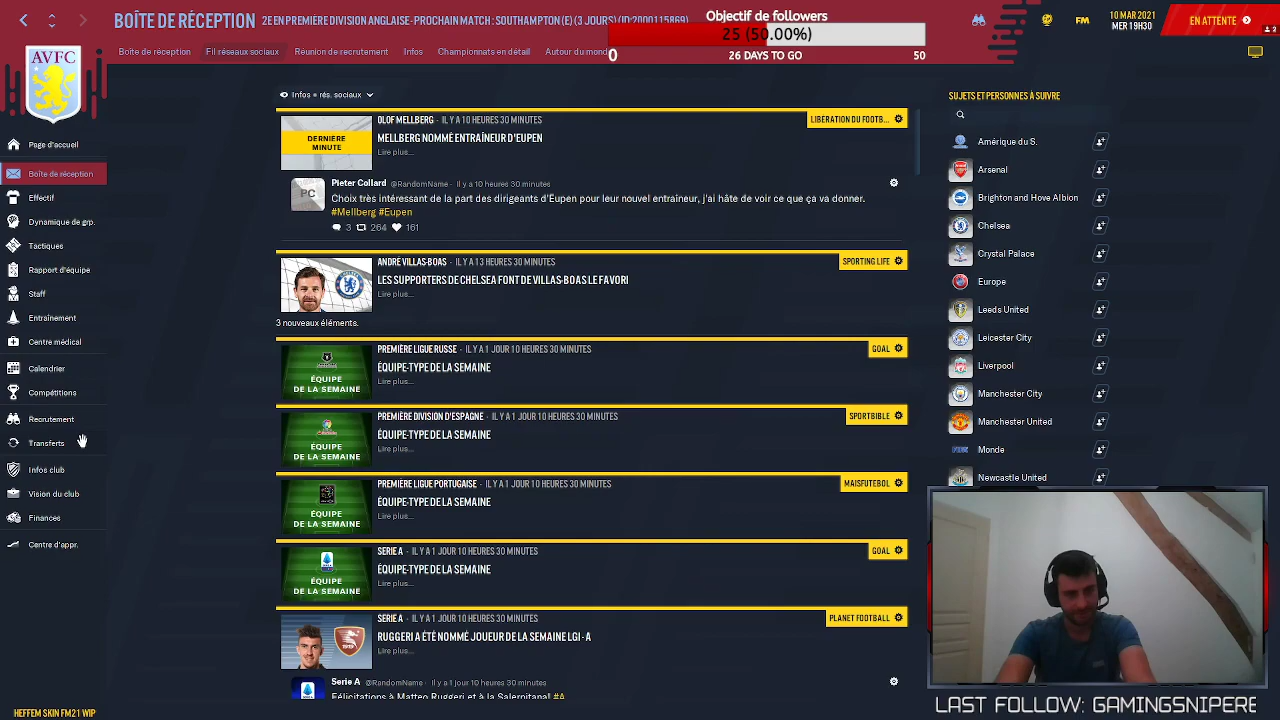 BOÎTE DE RÉCEPTION
2E EN PREMIÈRE DIVISION ANGLAISE - PROCHAIN MATCH : SOUTHAMPTON (E) (3 JOURS) (ID:2000115869)
Objectif de followers
25 (50.00%)
0
26 DAYS TO GO
50
FM
10 MAR 2021
MER 19H30
EN ATTENTE
2
Boîte de réception
Fil réseaux sociaux
Réunion de recrutement
Infos
Championnats en détail
Autour du mond
AVFC
Page perso
Boîte de réception
Effectif
Dynamique de grp.
Tactiques
Rapport d'équipe
Staff
Entraînement
Centre médical
Calendrier
Compétitions
Recrutement
Transferts
Infos club
Vision du club
Finances
Centre d'appr.
HEFFEM SKIN FM21 WIP
Infos = rés. sociaux
DERNIÈRE
MINUTE
OLOF MELLBERG - IL Y A 10 HEURES 30 MINUTES
LIBÉRATION DU FOOTB...
MELLBERG NOMMÉ ENTRAÎNEUR D'EUPEN
Lire plus...
PC
Pieter Collard @RandomName - Il y a 10 heures 30 minutes
Choix très intéressant de la part des dirigeants d'Eupen pour leur nouvel entraîneur, j'ai hâte de voir ce que ça va donner.
#Mellberg #Eupen
3 264 161
ANDRÉ VILLAS-BOAS - IL Y A 13 HEURES 30 MINUTES
SPORTING LIFE
LES SUPPORTERS DE CHELSEA FONT DE VILLAS-BOAS LE FAVORI
Lire plus...
3 nouveaux éléments.
PREMIÈRE LIGUE RUSSE - IL Y A 1 JOUR 10 HEURES 30 MINUTES
GOAL
ÉQUIPE-TYPE DE LA SEMAINE
Lire plus...
ÉQUIPE
DE LA SEMAINE
PREMIÈRE DIVISION D'ESPAGNE - IL Y A 1 JOUR 10 HEURES 30 MINUTES
SPORTBIBLE
ÉQUIPE-TYPE DE LA SEMAINE
Lire plus...
ÉQUIPE
DE LA SEMAINE
PREMIÈRE LIGUE PORTUGAISE - IL Y A 1 JOUR 10 HEURES 30 MINUTES
MAISFUTEBOL
ÉQUIPE-TYPE DE LA SEMAINE
Lire plus...
ÉQUIPE
DE LA SEMAINE
SERIE A - IL Y A 1 JOUR 10 HEURES 30 MINUTES
GOAL
ÉQUIPE-TYPE DE LA SEMAINE
Lire plus...
ÉQUIPE
DE LA SEMAINE
SERIE A - IL Y A 1 JOUR 10 HEURES 30 MINUTES
PLANET FOOTBALL
RUGGERI A ÉTÉ NOMMÉ JOUEUR DE LA SEMAINE LGI - A
Lire plus...
Serie A @RandomName - Il y a 1 jour 10 heures 30 minutes
Félicitations à Matteo Ruggeri et à la Salernitana! #A
SUJETS ET PERSONNES À SUIVRE
Amérique du S.
Arsenal
Brighton and Hove Albion
Chelsea
Crystal Palace
Europe
Leeds United
Leicester City
Liverpool
Manchester City
Manchester United
Monde
Newcastle United
LAST FOLLOW: GAMINGSNIPERE